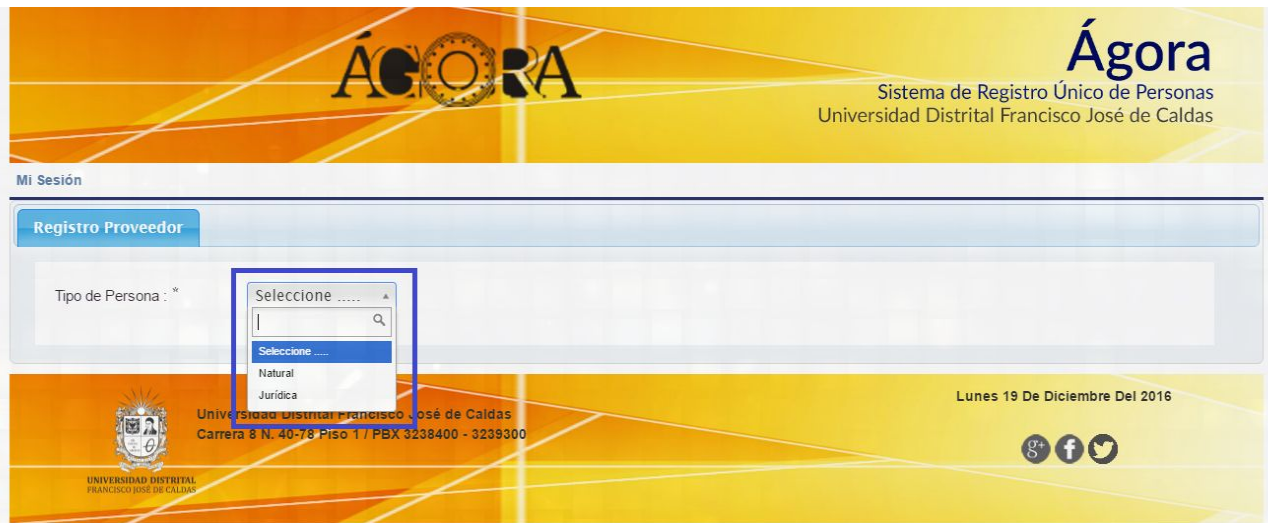 ÁGORA
Ágora
Sistema de Registro Único de Personas
Universidad Distrital Francisco José de Caldas
Mi Sesión
Registro Proveedor
Tipo de Persona : *
Seleccione .....
Seleccione .....
Natural
Jurídica
Universidad Distrital Francisco José de Caldas
Carrera 8 N. 40-78 Piso 1 / PBX 3238400 - 3239300
Lunes 19 De Diciembre Del 2016
UNIVERSIDAD DISTRITAL
FRANCISCO JOSÉ DE CALDAS